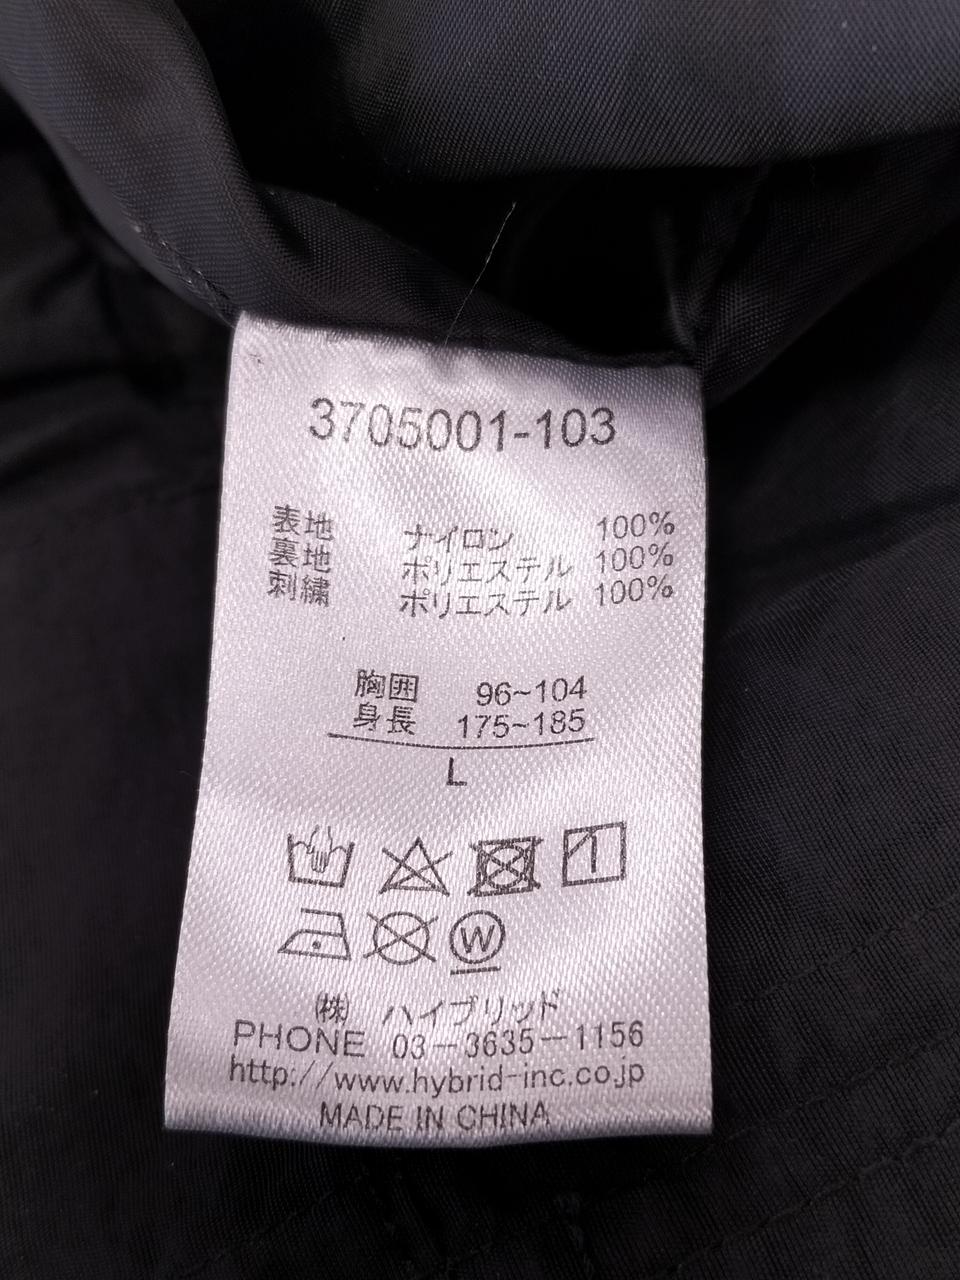 3705001-103
表地 ナイロン 100%
裏地 ポリエステル 100%
刺繍 ポリエステル 100%
胸囲 96~104
身長 175~185
L
W
㈱ ハイブリッド
PHONE 03-3635-1156
http://www.hybrid-inc.co.jp
MADE IN CHINA